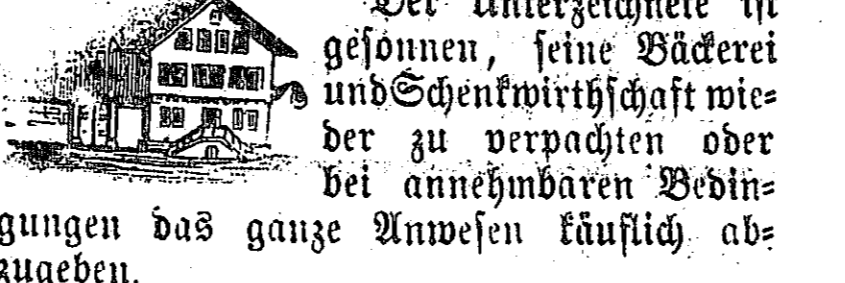 Der Unterzeichnete ist
gesonnen, seine Bäckerei
und Schenkwirthschaft wie-
der zu verpachten oder
bei annehmbaren Bedin-
gungen das ganze Anwesen käuflich ab-
zugeben.